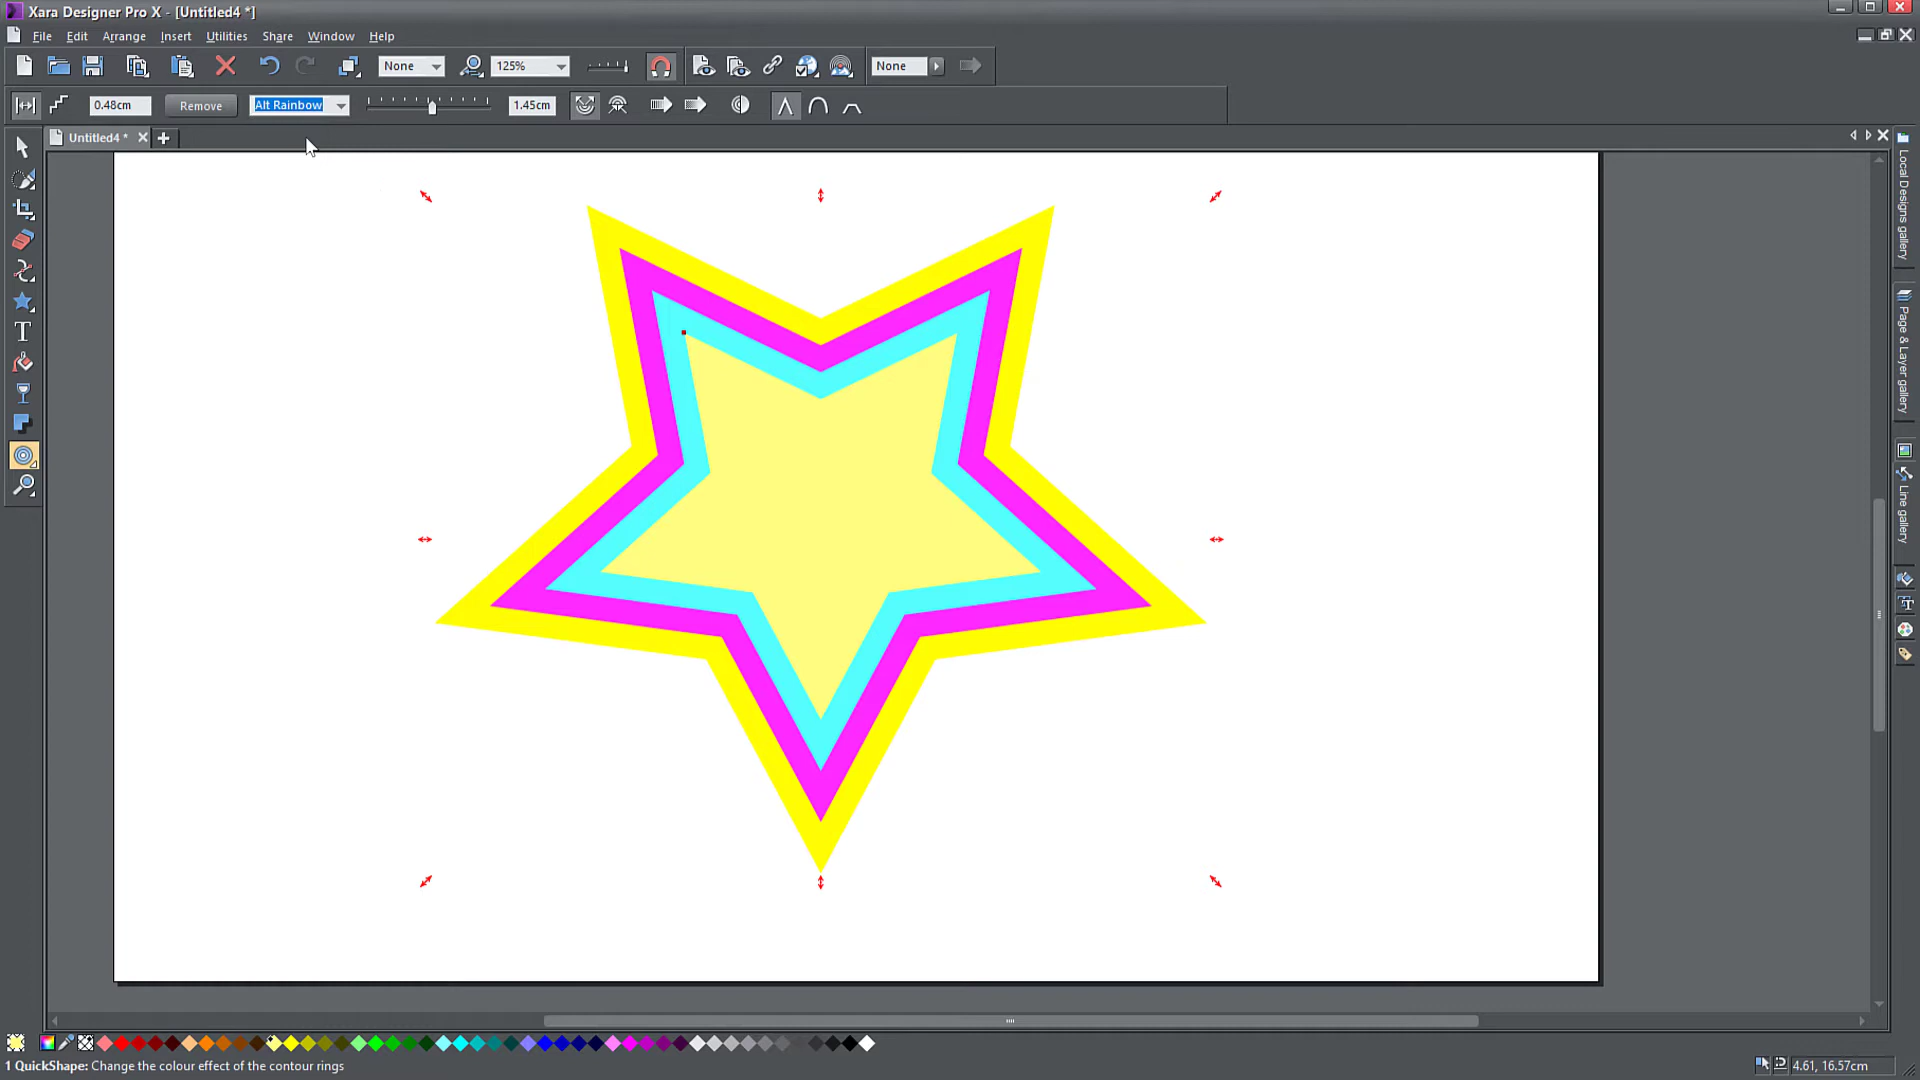 Xara Designer Pro X - [Untitled4 *]
File Edit Arrange Insert Utilities Share Window Help
None 125% None
0.48cm Remove Alt Rainbow 1.45cm
Untitled4 *
Local Designs gallery
Page & Layer gallery
Line gallery
T
1 QuickShape: Change the colour effect of the contour rings
4.61, 16.57cm